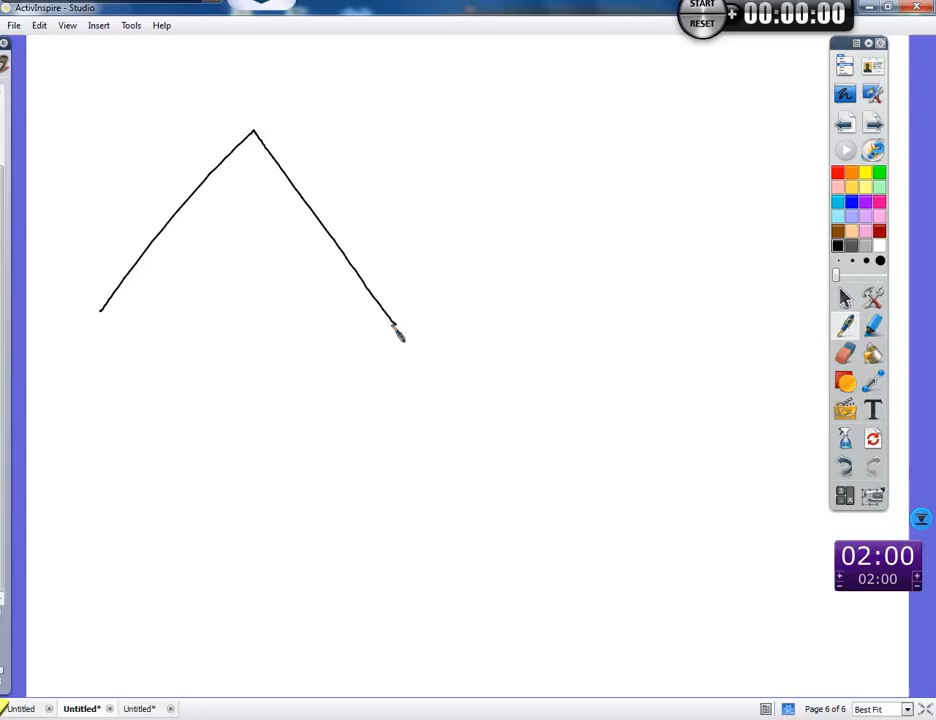 ActivInspire - Studio
START
RESET
00:00:00
File Edit View Insert Tools Help
T
02:00
02:00
Untitled Untitled* Untitled* Page 6 of 6 Best Fit